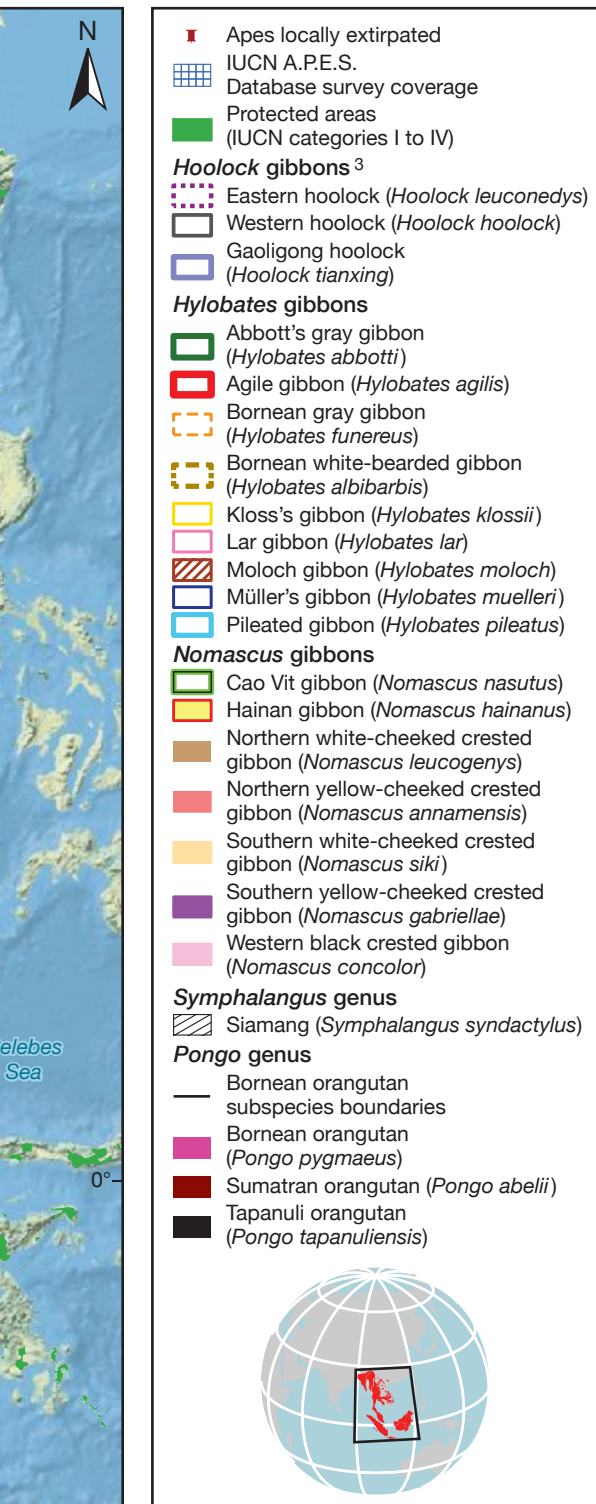 N
elebes
Sea
0°
Apes locally extirpated
IUCN A.P.E.S.
Database survey coverage
Protected areas
(IUCN categories I to IV)
Hoolock gibbons 3
Eastern hoolock (Hoolock leuconedys)
Western hoolock (Hoolock hoolock)
Gaoligong hoolock
(Hoolock tianxing)
Hylobates gibbons
Abbott's gray gibbon
(Hylobates abbotti)
Agile gibbon (Hylobates agilis)
Bornean gray gibbon
(Hylobates funereus)
Bornean white-bearded gibbon
(Hylobates albibarbis)
Kloss's gibbon (Hylobates klossii)
Lar gibbon (Hylobates lar)
Moloch gibbon (Hylobates moloch)
Müller's gibbon (Hylobates muelleri)
Pileated gibbon (Hylobates pileatus)
Nomascus gibbons
Cao Vit gibbon (Nomascus nasutus)
Hainan gibbon (Nomascus hainanus)
Northern white-cheeked crested
gibbon (Nomascus leucogenys)
Northern yellow-cheeked crested
gibbon (Nomascus annamensis)
Southern white-cheeked crested
gibbon (Nomascus siki)
Southern yellow-cheeked crested
gibbon (Nomascus gabriellae)
Western black crested gibbon
(Nomascus concolor)
Symphalangus genus
Siamang (Symphalangus syndactylus)
Pongo genus
Bornean orangutan
subspecies boundaries
Bornean orangutan
(Pongo pygmaeus)
Sumatran orangutan (Pongo abelii)
Tapanuli orangutan
(Pongo tapanuliensis)